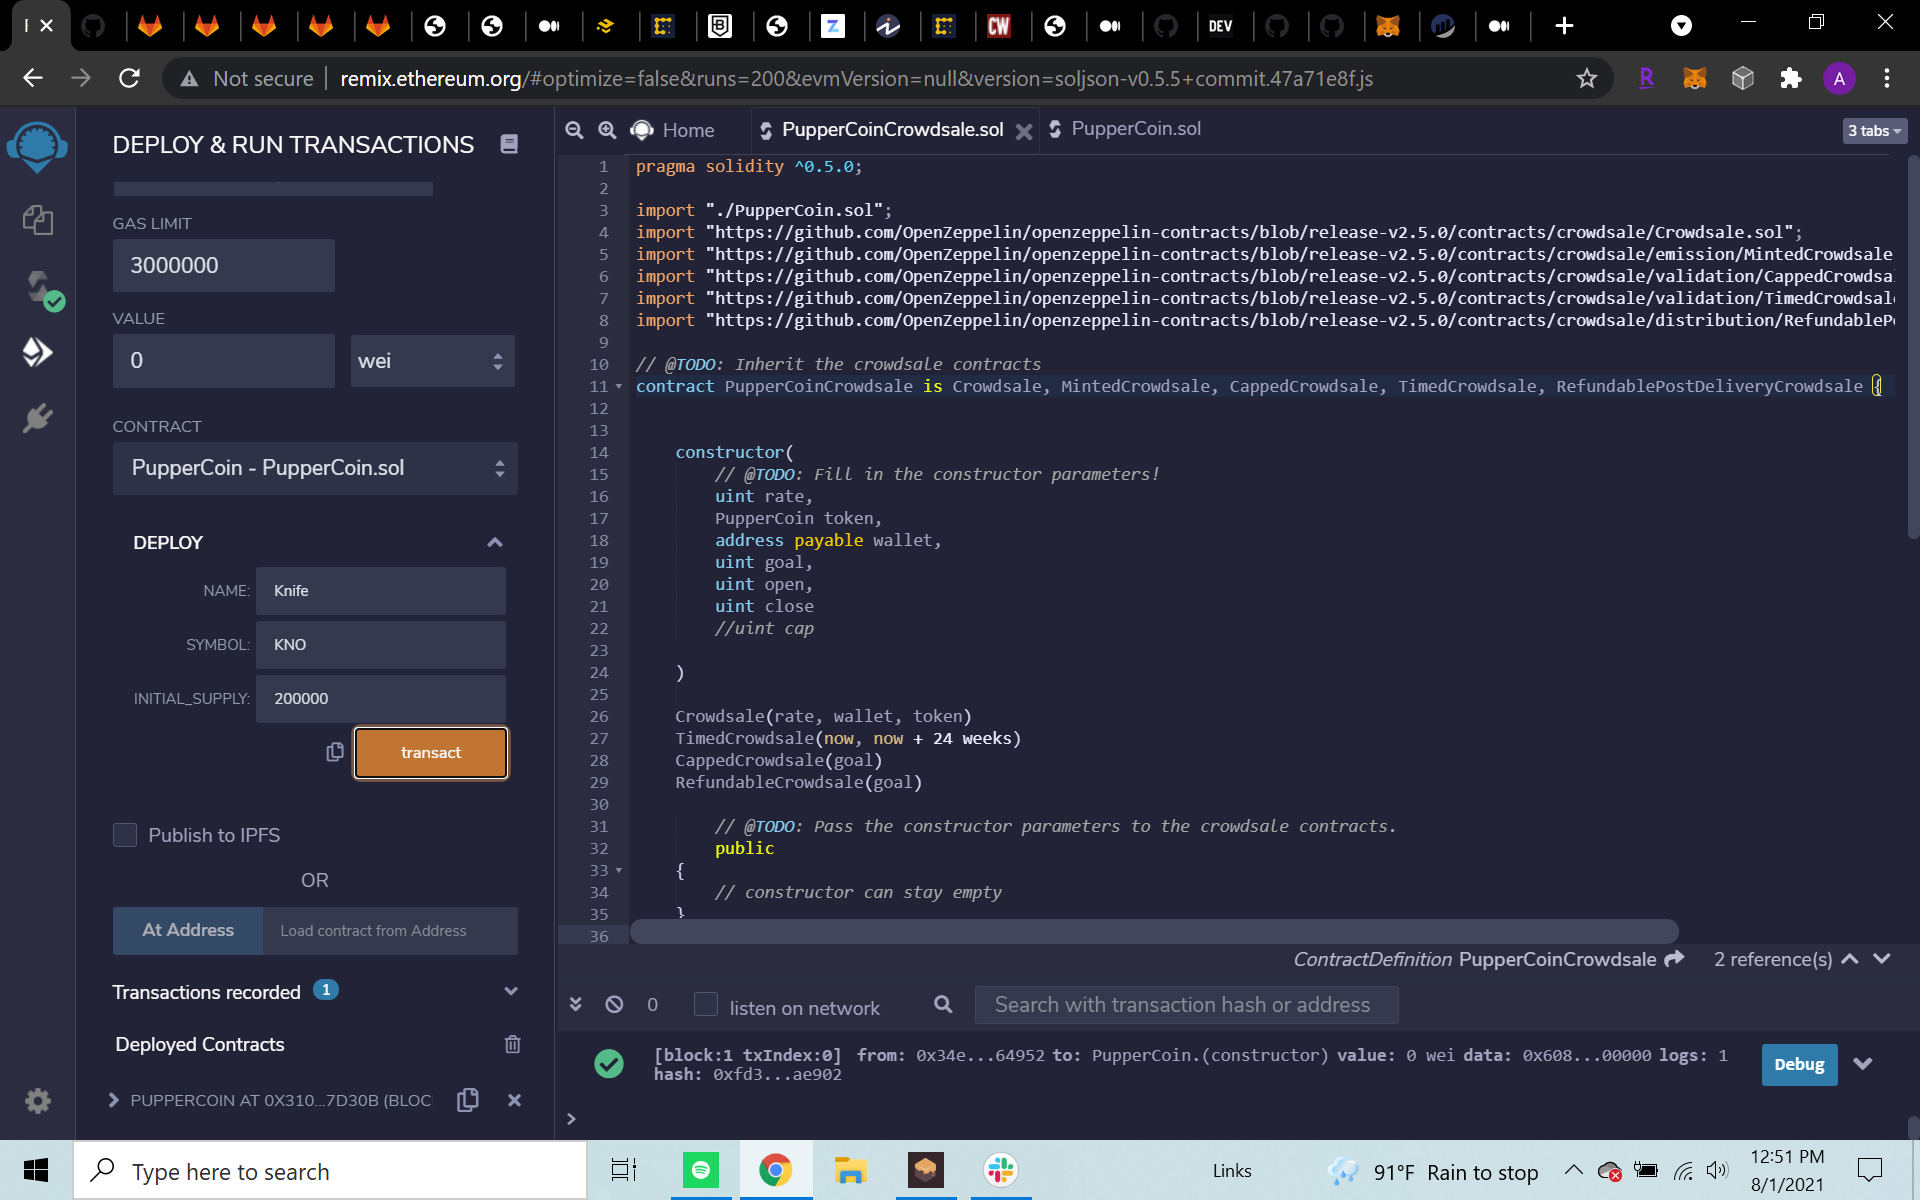 Not secure
remix.ethereum.org/#optimize=false&runs=200&evmVersion=null&version=soljson-v0.5.5+commit.47a71e8f.js
DEV
CW
R
A
DEPLOY & RUN TRANSACTIONS
GAS LIMIT
3000000
VALUE
0
wei
CONTRACT
PupperCoin - PupperCoin.sol
DEPLOY
NAME:
Knife
SYMBOL:
KNO
INITIAL_SUPPLY:
200000
transact
Publish to IPFS
OR
At Address
Load contract from Address
Transactions recorded 1
Deployed Contracts
PUPPERCOIN AT 0X310...7D30B (BLOC
Home
PupperCoinCrowdsale.sol
PupperCoin.sol
3 tabs
1 pragma solidity ^0.5.0;
2
3 import "./PupperCoin.sol";
4 import "https://github.com/OpenZeppelin/openzeppelin-contracts/blob/release-v2.5.0/contracts/crowdsale/Crowdsale.sol";
5 import "https://github.com/OpenZeppelin/openzeppelin-contracts/blob/release-v2.5.0/contracts/crowdsale/emission/MintedCrowdsale
6 import "https://github.com/OpenZeppelin/openzeppelin-contracts/blob/release-v2.5.0/contracts/crowdsale/validation/CappedCrowdsa
7 import "https://github.com/OpenZeppelin/openzeppelin-contracts/blob/release-v2.5.0/contracts/crowdsale/validation/TimedCrowdsal
8 import "https://github.com/OpenZeppelin/openzeppelin-contracts/blob/release-v2.5.0/contracts/crowdsale/distribution/RefundableP
9
10 // @TODO: Inherit the crowdsale contracts
11 contract PupperCoinCrowdsale is Crowdsale, MintedCrowdsale, CappedCrowdsale, TimedCrowdsale, RefundablePostDeliveryCrowdsale {
12
13
14 constructor(
15 // @TODO: Fill in the constructor parameters!
16 uint rate,
17 PupperCoin token,
18 address payable wallet,
19 uint goal,
20 uint open,
21 uint close
22 //uint cap
23
24 )
25
26 Crowdsale(rate, wallet, token)
27 TimedCrowdsale(now, now + 24 weeks)
28 CappedCrowdsale(goal)
29 RefundableCrowdsale(goal)
30
31 // @TODO: Pass the constructor parameters to the crowdsale contracts.
32 public
33 {
34 // constructor can stay empty
35 }
36
ContractDefinition PupperCoinCrowdsale 2 reference(s)
0
listen on network
Search with transaction hash or address
[block:1 txIndex:0] from: 0x34e...64952 to: PupperCoin.(constructor) value: 0 wei data: 0x608...00000 logs: 1
hash: 0xfd3...ae902
Debug
>
Type here to search
Links
91°F Rain to stop
12:51 PM
8/1/2021